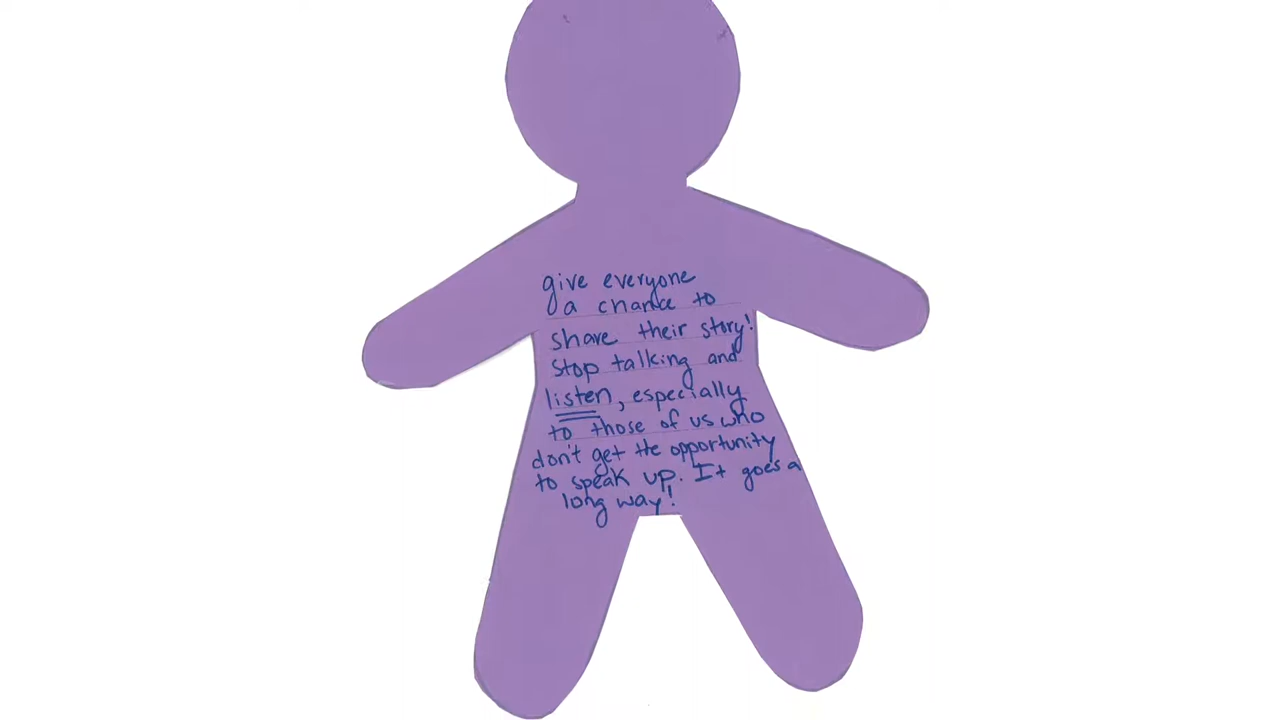 give everyone
a chance to
share their story!
Stop talking and
listen, especially
to those of us who
don't get the opportunity
to speak up. It goes a
long way!